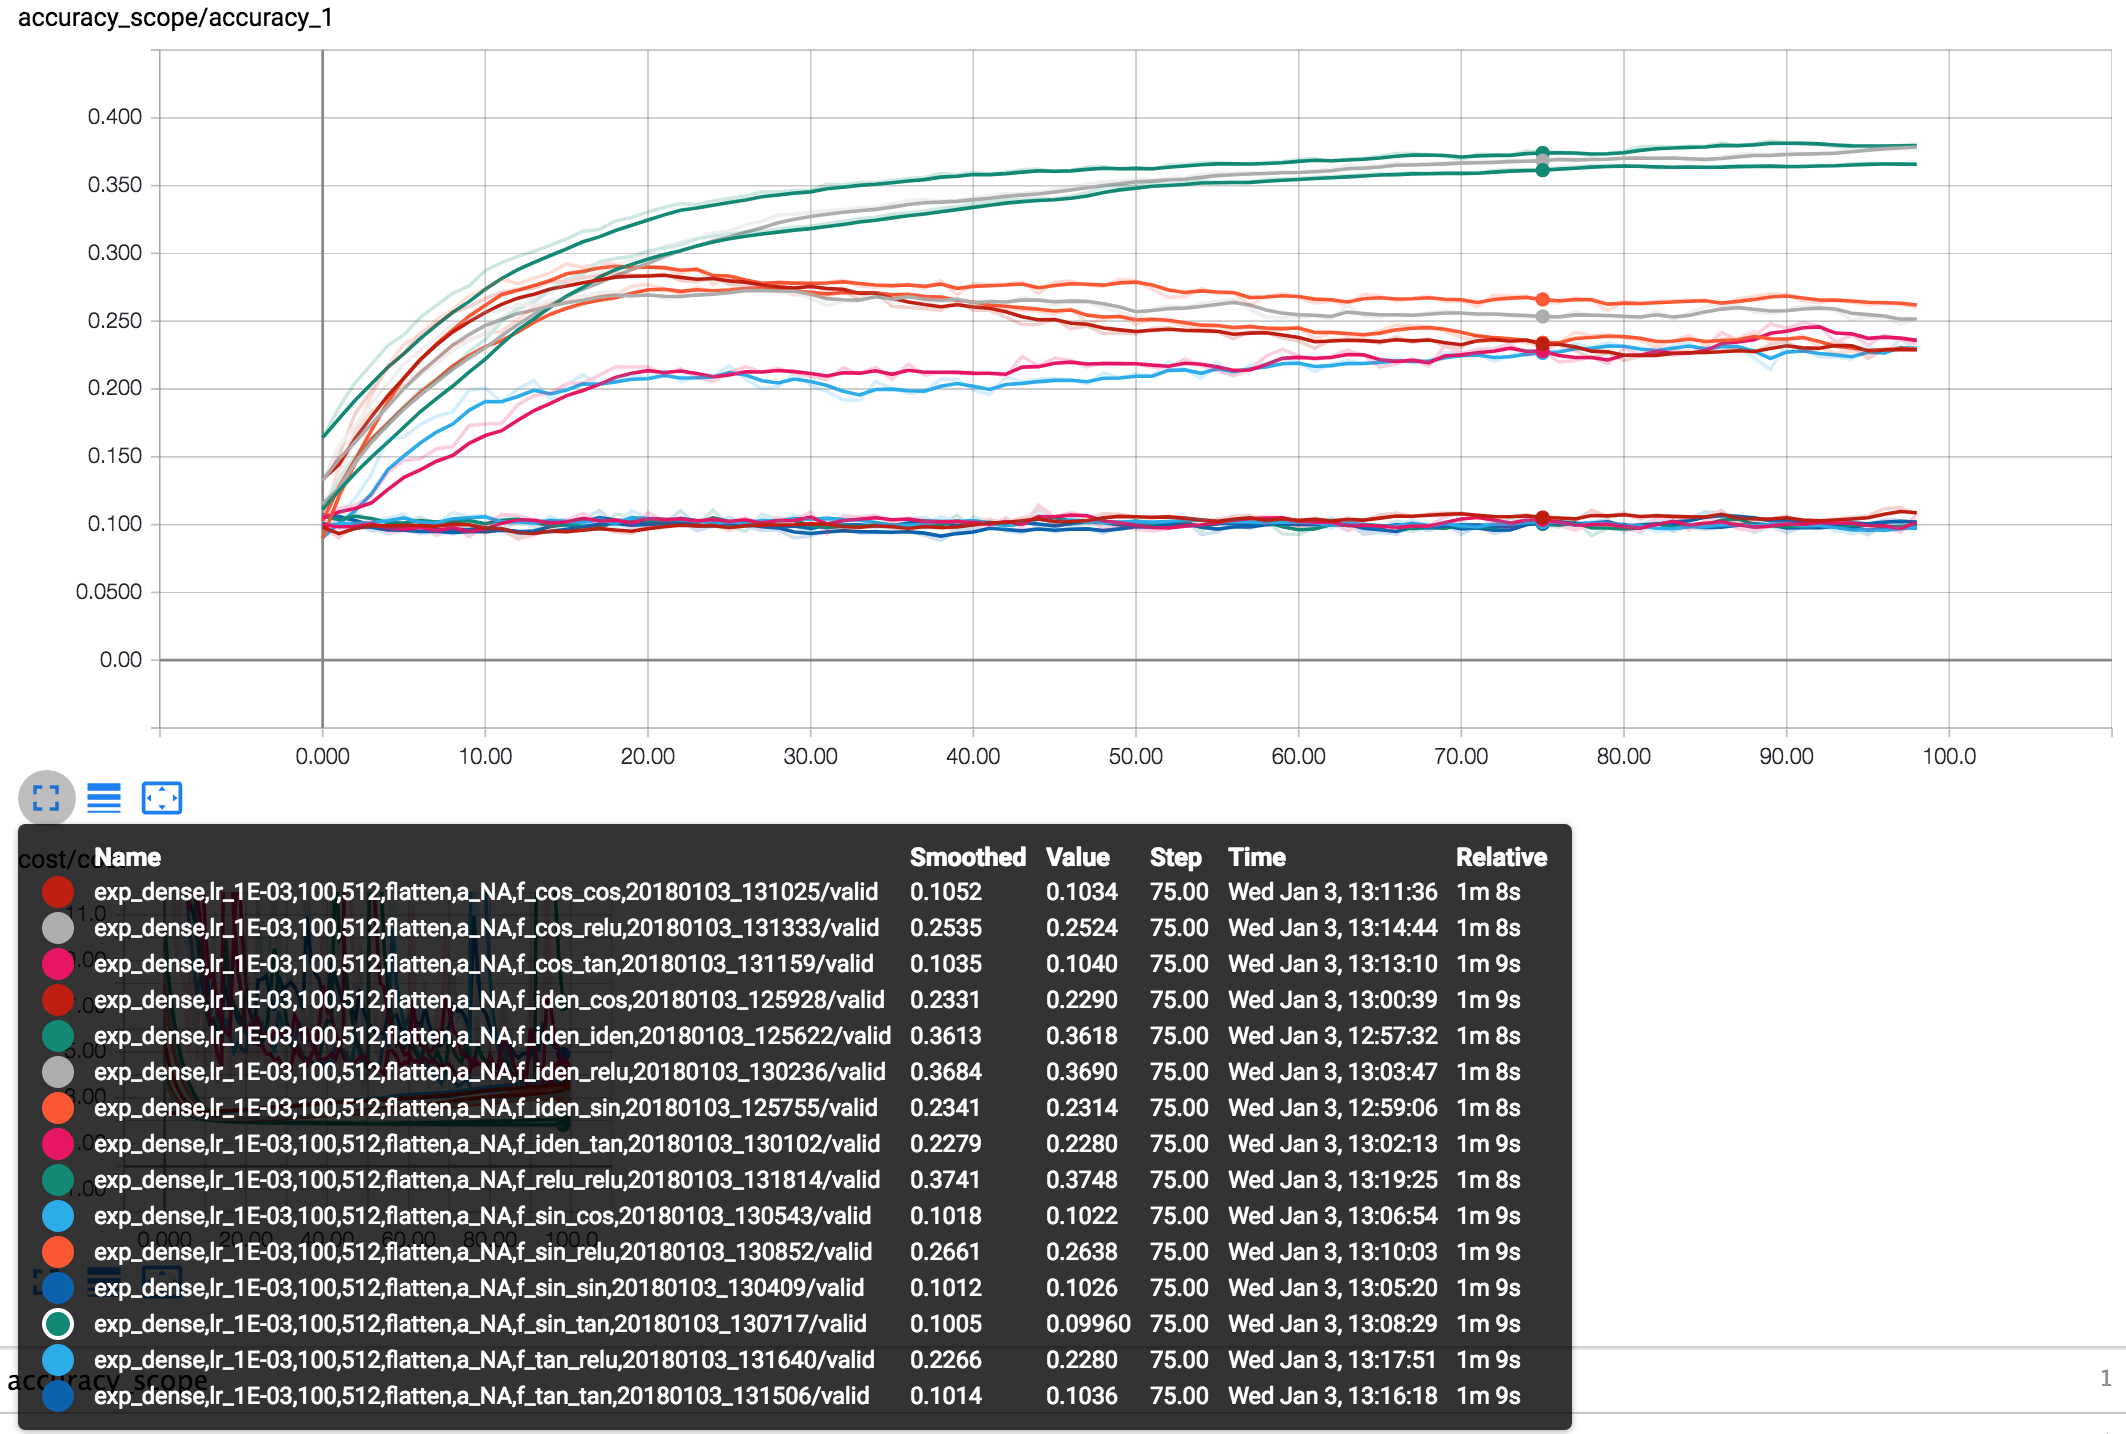 accuracy_scope/accuracy_1
0.400
0.350
0.300
0.250
0.200
0.150
0.100
0.0500
0.00
0.000 10.00 20.00 30.00 40.00 50.00 60.00 70.00 80.00 90.00 100.0
Name Smoothed Value Step Time Relative
exp_dense,lr_1E-03,100,512,flatten,a_NA,f_cos_cos,20180103_131025/valid 0.1052 0.1034 75.00 Wed Jan 3, 13:11:36 1m 8s
exp_dense,lr_1E-03,100,512,flatten,a_NA,f_cos_relu,20180103_131333/valid 0.2535 0.2524 75.00 Wed Jan 3, 13:14:44 1m 8s
exp_dense,lr_1E-03,100,512,flatten,a_NA,f_cos_tan,20180103_131159/valid 0.1035 0.1040 75.00 Wed Jan 3, 13:13:10 1m 9s
exp_dense,lr_1E-03,100,512,flatten,a_NA,f_iden_cos,20180103_125928/valid 0.2331 0.2290 75.00 Wed Jan 3, 13:00:39 1m 9s
exp_dense,lr_1E-03,100,512,flatten,a_NA,f_iden_iden,20180103_125622/valid 0.3613 0.3618 75.00 Wed Jan 3, 12:57:32 1m 8s
exp_dense,lr_1E-03,100,512,flatten,a_NA,f_iden_relu,20180103_130236/valid 0.3684 0.3690 75.00 Wed Jan 3, 13:03:47 1m 8s
exp_dense,lr_1E-03,100,512,flatten,a_NA,f_iden_sin,20180103_125755/valid 0.2341 0.2314 75.00 Wed Jan 3, 12:59:06 1m 8s
exp_dense,lr_1E-03,100,512,flatten,a_NA,f_iden_tan,20180103_130102/valid 0.2279 0.2280 75.00 Wed Jan 3, 13:02:13 1m 9s
exp_dense,lr_1E-03,100,512,flatten,a_NA,f_relu_relu,20180103_131814/valid 0.3741 0.3748 75.00 Wed Jan 3, 13:19:25 1m 8s
exp_dense,lr_1E-03,100,512,flatten,a_NA,f_sin_cos,20180103_130543/valid 0.1018 0.1022 75.00 Wed Jan 3, 13:06:54 1m 9s
exp_dense,lr_1E-03,100,512,flatten,a_NA,f_sin_relu,20180103_130852/valid 0.2661 0.2638 75.00 Wed Jan 3, 13:10:03 1m 9s
exp_dense,lr_1E-03,100,512,flatten,a_NA,f_sin_sin,20180103_130409/valid 0.1012 0.1026 75.00 Wed Jan 3, 13:05:20 1m 9s
exp_dense,lr_1E-03,100,512,flatten,a_NA,f_sin_tan,20180103_130717/valid 0.1005 0.09960 75.00 Wed Jan 3, 13:08:29 1m 9s
exp_dense,lr_1E-03,100,512,flatten,a_NA,f_tan_relu,20180103_131640/valid 0.2266 0.2280 75.00 Wed Jan 3, 13:17:51 1m 9s
exp_dense,lr_1E-03,100,512,flatten,a_NA,f_tan_tan,20180103_131506/valid 0.1014 0.1036 75.00 Wed Jan 3, 13:16:18 1m 9s
0.000 20.00 40.00 60.00 80.00 100.0
accuracy_scope 1